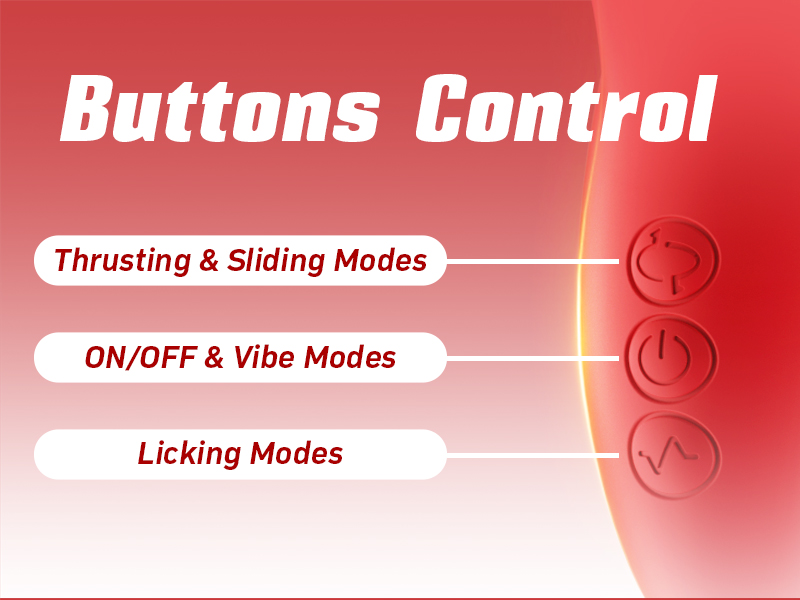 Buttons Control
Thrusting & Sliding Modes
ON/OFF & Vibe Modes
Licking Modes